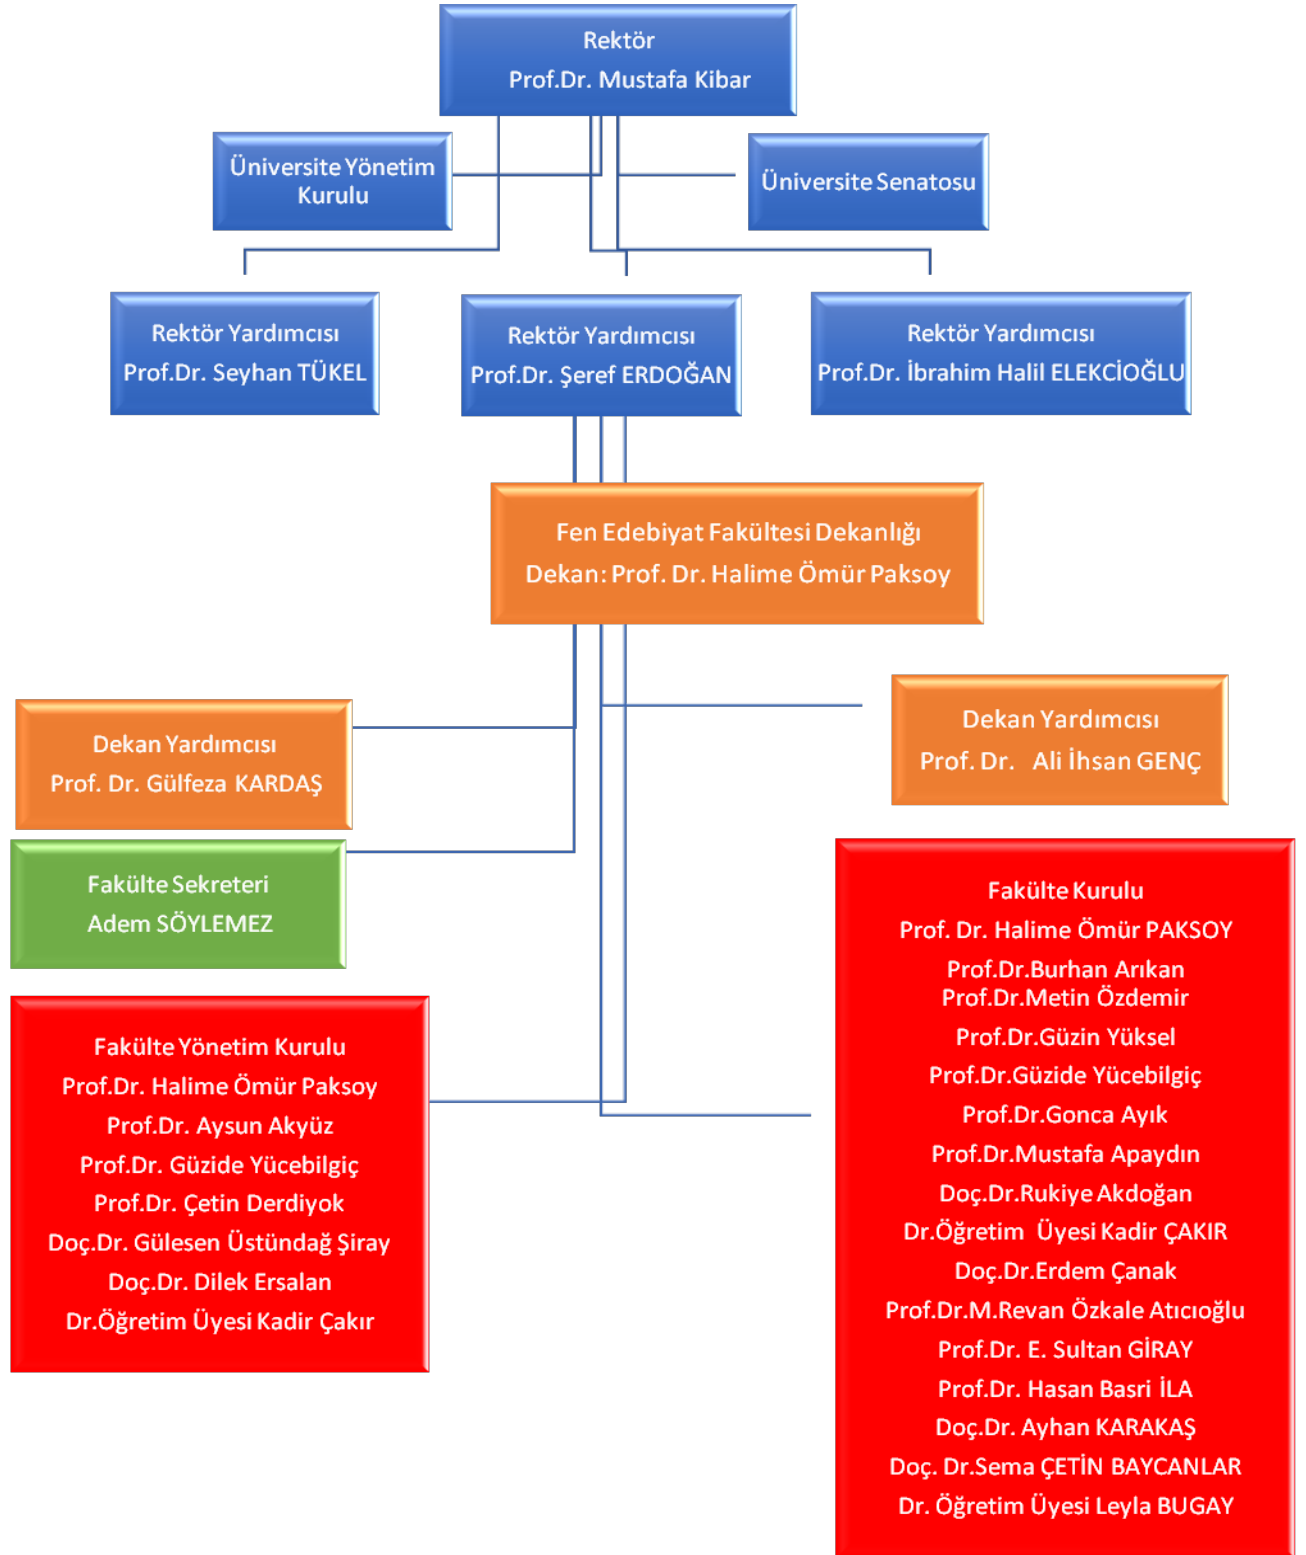 Rektör
Prof.Dr. Mustafa Kibar
Üniversite Yönetim
Kurulu
Üniversite Senatosu
Rektör Yardımcısı
Prof.Dr. Seyhan TÜKEL
Rektör Yardımcısı
Prof.Dr. Şeref ERDOĞAN
Rektör Yardımcısı
Prof.Dr. İbrahim Halil ELEKCİOĞLU
Fen Edebiyat Fakültesi Dekanlığı
Dekan: Prof. Dr. Halime Ömür Paksoy
Dekan Yardımcısı
Prof. Dr. Gülfeza KARDAŞ
Dekan Yardımcısı
Prof. Dr. Ali İhsan GENÇ
Fakülte Sekreteri
Adem SÖYLEMEZ
Fakülte Yönetim Kurulu
Prof.Dr. Halime Ömür Paksoy
Prof.Dr. Aysun Akyüz
Prof.Dr. Güzide Yücebilgiç
Prof.Dr. Çetin Derdiyok
Doç.Dr. Gülesen Üstündağ Şiray
Doç.Dr. Dilek Ersalan
Dr.Öğretim Üyesi Kadir Çakır
Fakülte Kurulu
Prof. Dr. Halime Ömür PAKSOY
Prof.Dr.Burhan Arıkan
Prof.Dr.Metin Özdemir
Prof.Dr.Güzin Yüksel
Prof.Dr.Güzide Yücebilgiç
Prof.Dr.Gonca Ayık
Prof.Dr.Mustafa Apaydın
Doç.Dr.Rukiye Akdoğan
Dr.Öğretim Üyesi Kadir ÇAKIR
Doç.Dr.Erdem Çanak
Prof.Dr.M.Revan Özkale Atıcıoğlu
Prof.Dr. E. Sultan GİRAY
Prof.Dr. Hasan Basri İLA
Doç.Dr. Ayhan KARAKAŞ
Doç. Dr.Sema ÇETİN BAYCANLAR
Dr. Öğretim Üyesi Leyla BUGAY